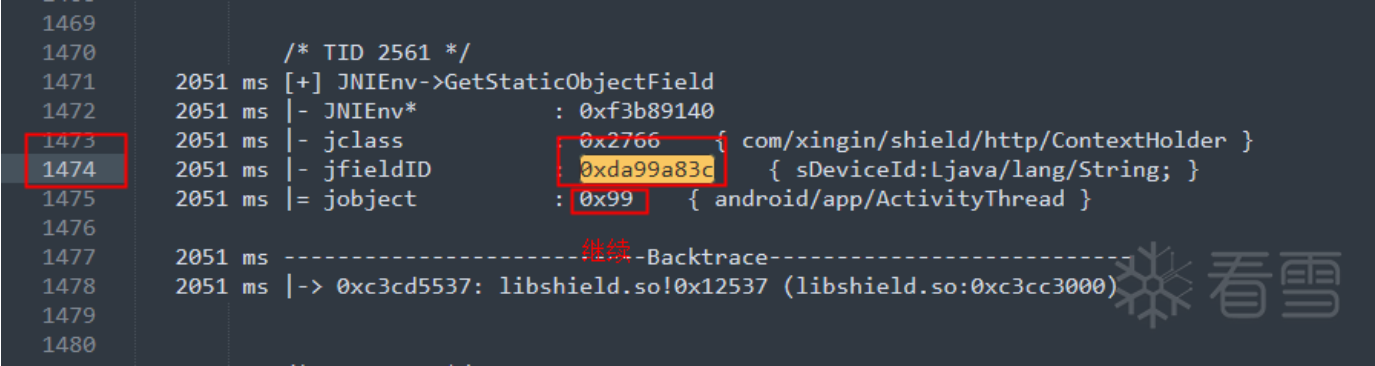 1469
1470 /* TID 2561 */
1471 2051 ms [+] JNIEnv->GetStaticObjectField
1472 2051 ms |- JNIEnv* : 0xf3b89140
1473 2051 ms |- jclass : 0x2766 { com/xingin/shield/http/ContextHolder }
1474 2051 ms |- jfieldID : 0xda99a83c { sDeviceId:Ljava/lang/String; }
1475 2051 ms |= jobject : 0x99 { android/app/ActivityThread }
1476
继续
1477 2051 ms --------------------------Backtrace--------------------------
1478 2051 ms |-> 0xc3cd5537: libshield.so!0x12537 (libshield.so:0xc3cc3000)
看雪
1479
1480